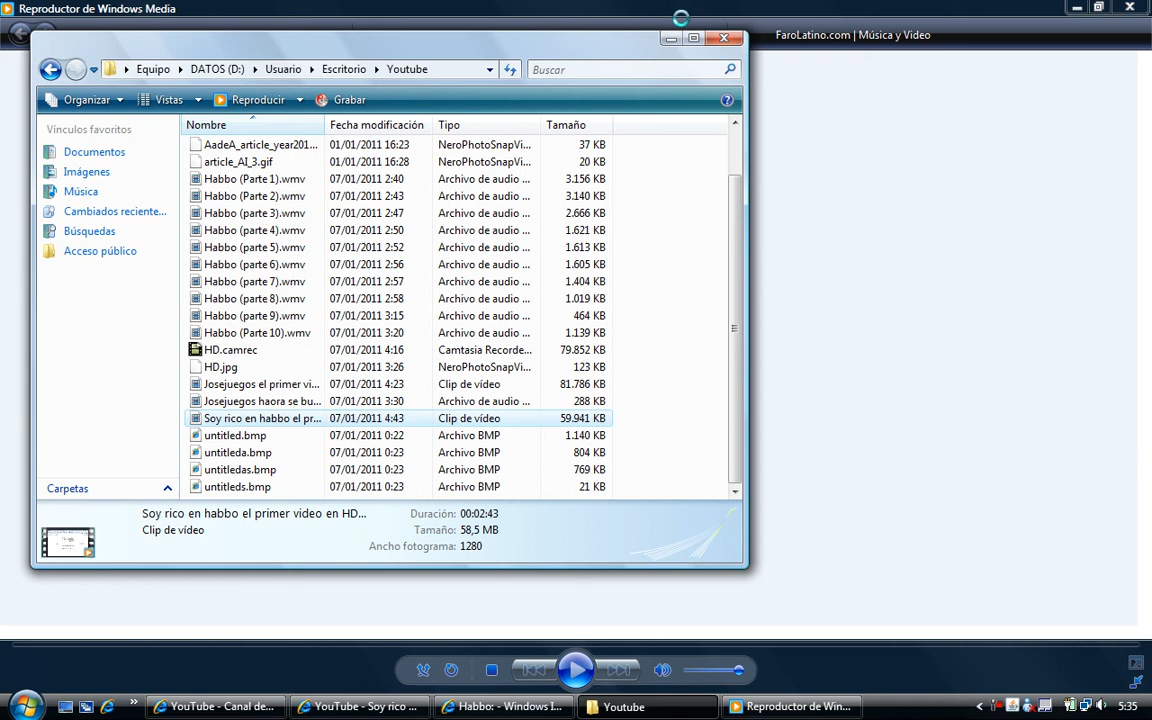 Reproductor de Windows Media
FaroLatino.com | Música y Video
Equipo DATOS (D:) Usuario Escritorio Youtube
Buscar
Organizar Vistas Reproducir Grabar
Vínculos favoritos
Documentos
Imágenes
Música
Cambiados reciente...
Búsquedas
Acceso público
Carpetas
Nombre Fecha modificación Tipo Tamaño
AadeA_article_year201... 01/01/2011 16:23 NeroPhotoSnapVi... 37 KB
article_AI_3.gif 01/01/2011 16:28 NeroPhotoSnapVi... 20 KB
Habbo (Parte 1).wmv 07/01/2011 2:40 Archivo de audio ... 3.156 KB
Habbo (Parte 2).wmv 07/01/2011 2:43 Archivo de audio ... 3.140 KB
Habbo (parte 3).wmv 07/01/2011 2:47 Archivo de audio ... 2.666 KB
Habbo (parte 4).wmv 07/01/2011 2:50 Archivo de audio ... 1.621 KB
Habbo (parte 5).wmv 07/01/2011 2:52 Archivo de audio ... 1.613 KB
Habbo (parte 6).wmv 07/01/2011 2:56 Archivo de audio ... 1.605 KB
Habbo (parte 7).wmv 07/01/2011 2:57 Archivo de audio ... 1.404 KB
Habbo (parte 8).wmv 07/01/2011 2:58 Archivo de audio ... 1.019 KB
Habbo (parte 9).wmv 07/01/2011 3:15 Archivo de audio ... 464 KB
Habbo (Parte 10).wmv 07/01/2011 3:20 Archivo de audio ... 1.139 KB
HD.camrec 07/01/2011 4:16 Camtasia Recorde... 79.852 KB
HD.jpg 07/01/2011 3:26 NeroPhotoSnapVi... 123 KB
Josejuegos el primer vi... 07/01/2011 4:23 Clip de vídeo 81.786 KB
Josejuegos haora se bu... 07/01/2011 3:30 Archivo de audio ... 288 KB
Soy rico en habbo el pr... 07/01/2011 4:43 Clip de vídeo 59.941 KB
untitled.bmp 07/01/2011 0:22 Archivo BMP 1.140 KB
untitleda.bmp 07/01/2011 0:23 Archivo BMP 804 KB
untitledas.bmp 07/01/2011 0:23 Archivo BMP 769 KB
untitleds.bmp 07/01/2011 0:23 Archivo BMP 21 KB
Soy rico en habbo el primer video en HD... Duración: 00:02:43
Clip de vídeo Tamaño: 58,5 MB
Ancho fotograma: 1280
YouTube - Canal de... YouTube - Soy rico ... Habbo: - Windows I... Youtube Reproductor de Win... 5:35